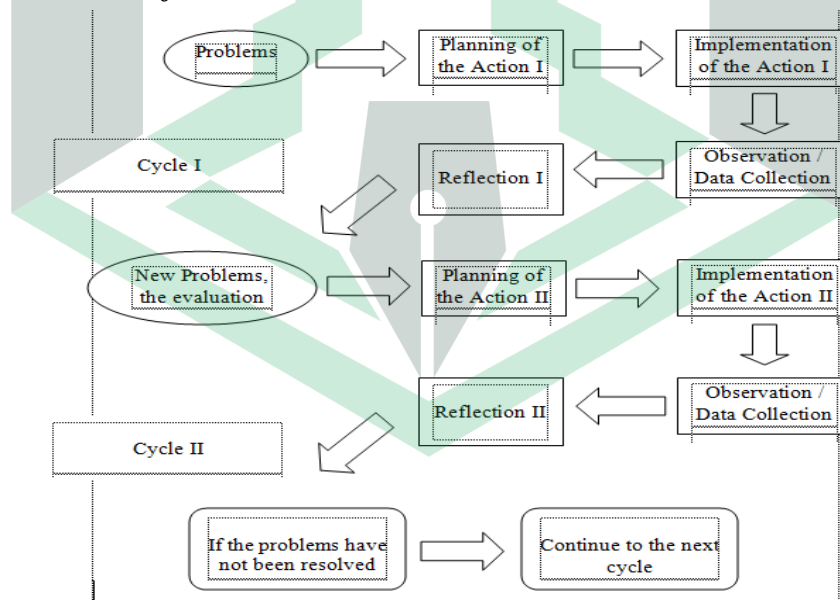 Problems
Planning of
the Action I
Implementation
of the Action I
Cycle I
Reflection I
Observation /
Data Collection
New Problems,
the evaluation
Planning of
the Action II
Implementation
of the Action II
Reflection II
Observation /
Data Collection
Cycle II
If the problems have
not been resolved
Continue to the next
cycle